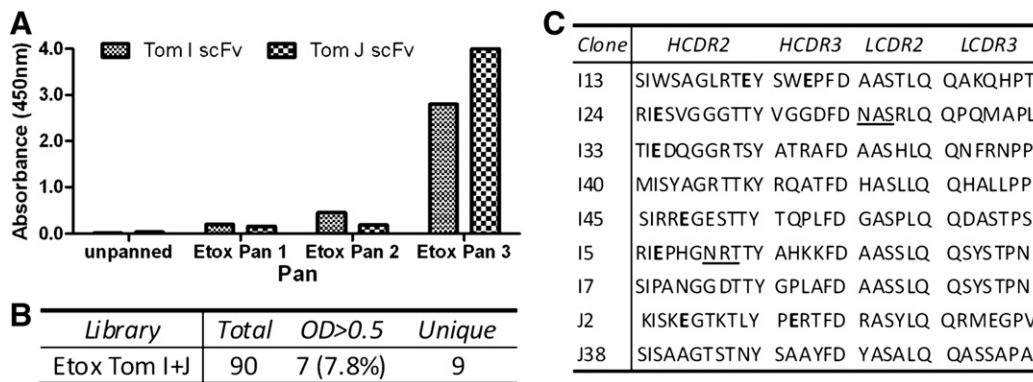 A
Absorbance (450nm)
4.0
3.0
2.0
1.0
0.0
Tom I scFv
Tom J scFv
unpanned
Etox Pan 1
Etox Pan 2
Etox Pan 3
Pan
B
Library Total OD>0.5 Unique
Etox Tom I+J 90 7 (7.8%) 9
C
Clone HCDR2 HCDR3 LCDR2 LCDR3
I13 SIWSAGLRTEY SWEPFD AASTLQ QAKQHPT
I24 RIESVGGGTTY VGGDFD NASRLQ QPQMAPL
I33 TIEDQGGRTSY ATRAFD AASHLQ QNFRNPP
I40 MISYAGRTTKY RQATFD HASLLQ QHALLPP
I45 SIRREGESTTY TQPLFD GASPLQ QDASTPS
I5 RIEPHGNRTTY AHKKFD AASSLQ QSYSTPN
I7 SIPANGGDTTY GPLAFD AASSLQ QSYSTPN
J2 KISKEGTKTLY PERTFD RASYLQ QRMEGPV
J38 SISAAGTSTNY SAAYFD YASALQ QASSAPA